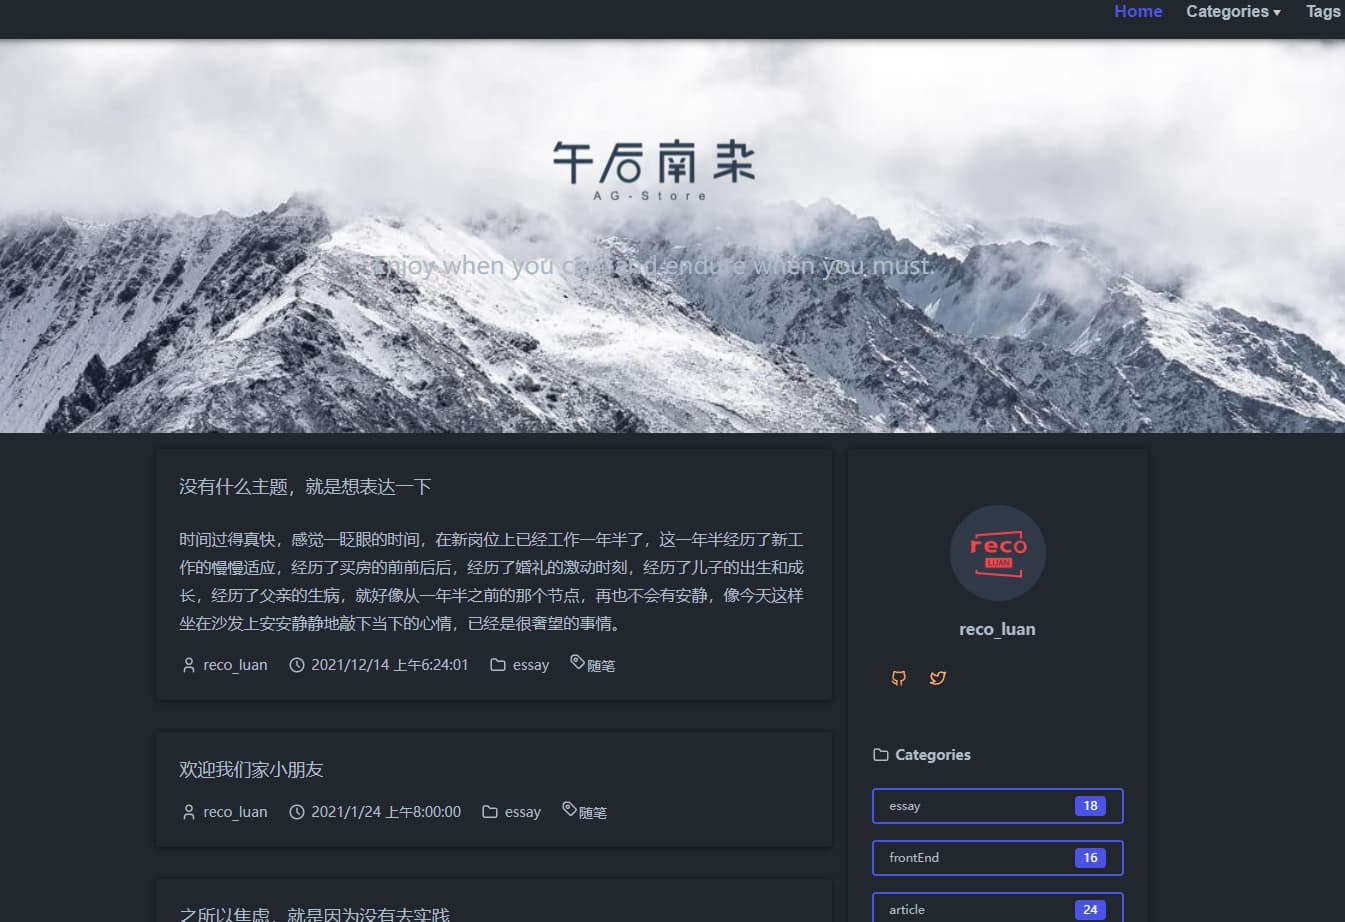 Home Categories Tags
午后南杂
AG-Store
Enjoy when you can, and endure when you must.
没有什么主题，就是想表达一下
时间过得真快，感觉一眨眼的时间，在新岗位上已经工作一年半了，这一年半经历了新工
作的慢慢适应，经历了买房的前前后后，经历了婚礼的激动时刻，经历了儿子的出生和成
长，经历了父亲的生病，就好像从一年半之前的那个节点，再也不会有安静，像今天这样
坐在沙发上安安静静地敲下当下的心情，已经是很奢望的事情。
reco_luan 2021/12/14 上午6:24:01 essay 随笔
欢迎我们家小朋友
reco_luan 2021/1/24 上午8:00:00 essay 随笔
之所以焦虑，就是因为没有去实践
reco
LUAN
reco_luan
Categories
essay 18
frontEnd 16
article 24